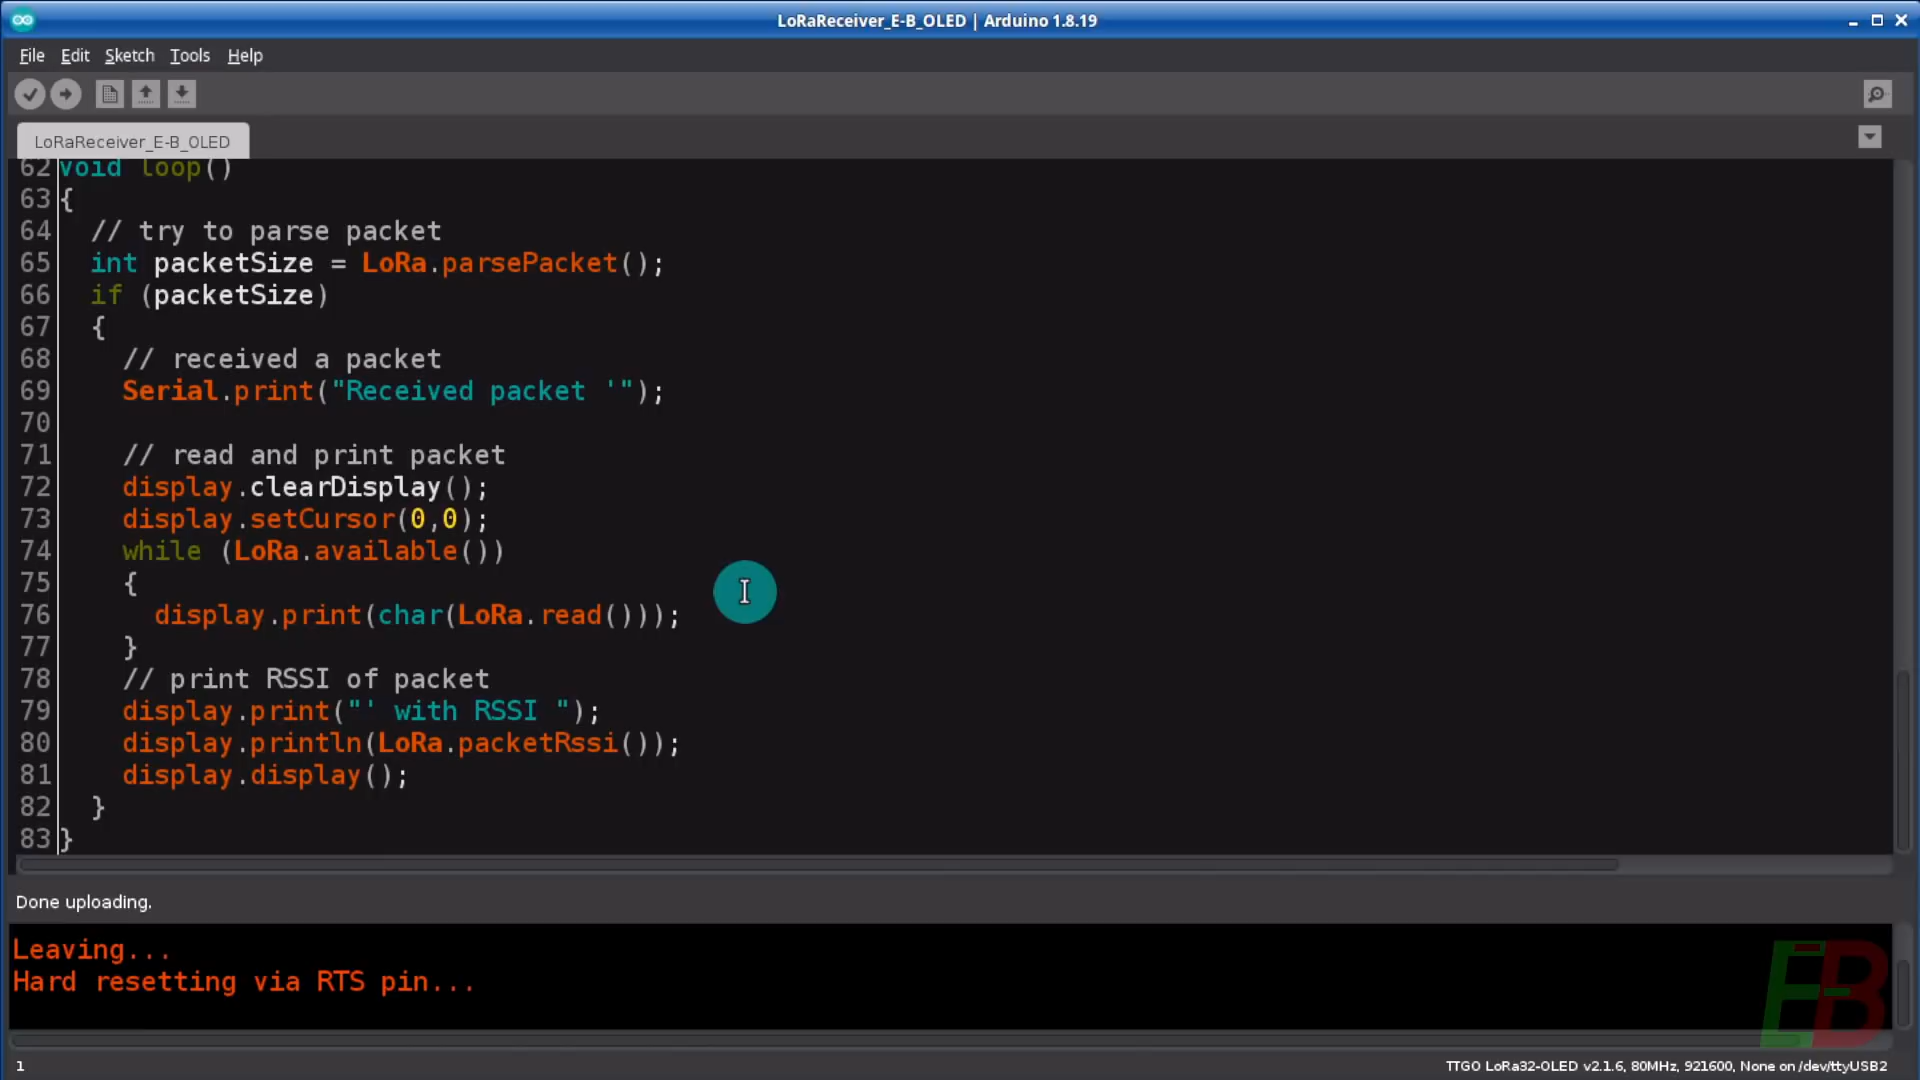 LoRaReceiver_E-B_OLED | Arduino 1.8.19
File Edit Sketch Tools Help
LoRaReceiver_E-B_OLED
62 void loop()
63 {
64 // try to parse packet
65 int packetSize = LoRa.parsePacket();
66 if (packetSize)
67 {
68 // received a packet
69 Serial.print("Received packet '");
70
71 // read and print packet
72 display.clearDisplay();
73 display.setCursor(0,0);
74 while (LoRa.available())
75 {
76 display.print(char(LoRa.read()));
77 }
78 // print RSSI of packet
79 display.print("' with RSSI ");
80 display.println(LoRa.packetRssi());
81 display.display();
82 }
83 }
Done uploading.
Leaving...
Hard resetting via RTS pin...
E-B
1 TTGO LoRa32-OLED v2.1.6, 80MHz, 921600, None on /dev/ttyUSB2